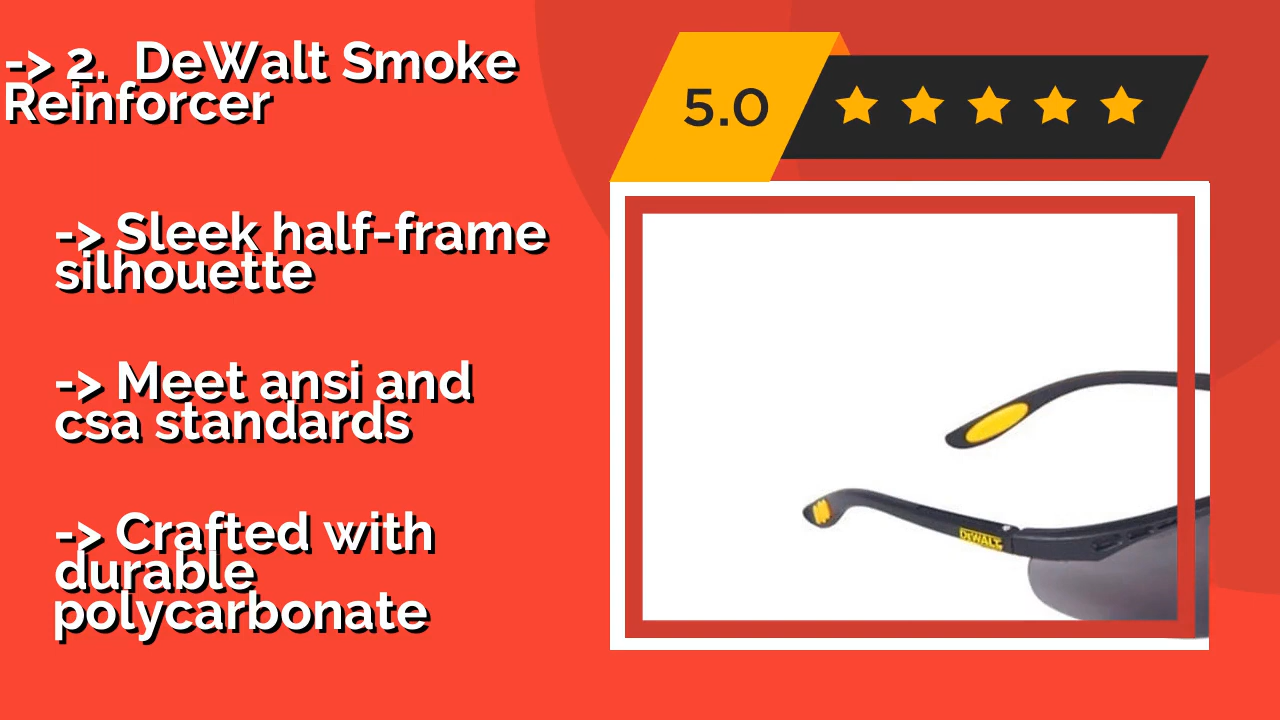 -> 2.  DeWalt Smoke
Reinforcer
5.0
-> Sleek half-frame
silhouette
-> Meet ansi and
csa standards
-> Crafted with
durable
polycarbonate
DEWALT